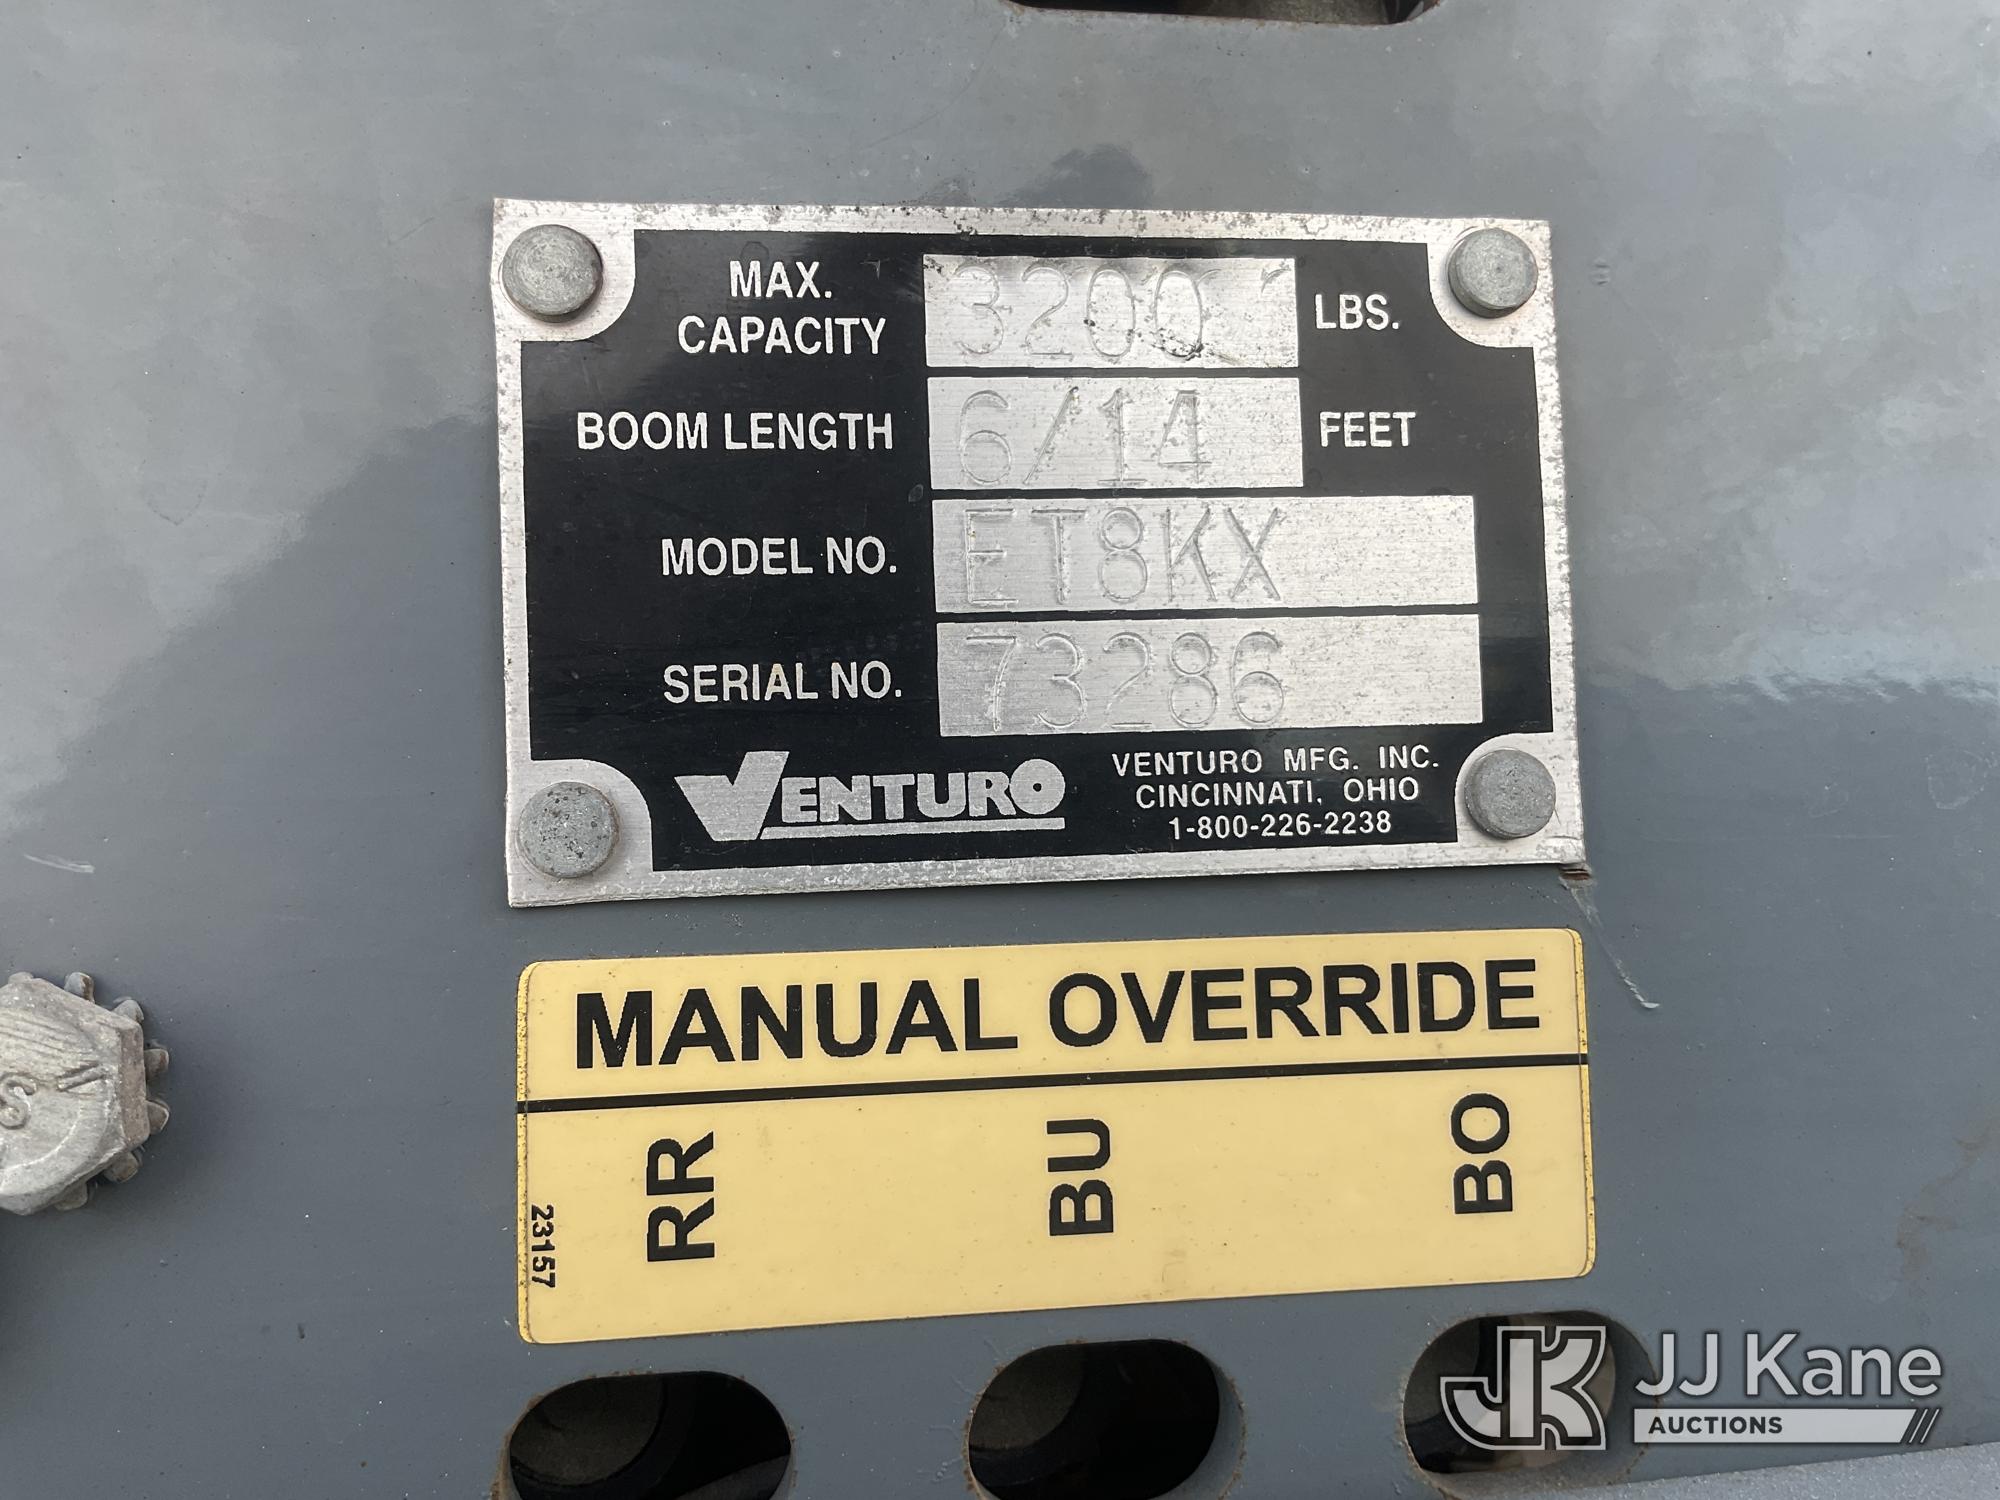 MAX. CAPACITY 3200 LBS.
BOOM LENGTH 6/14 FEET
MODEL NO. ET8KX
SERIAL NO. 73286
VENTURO
VENTURO MFG. INC.
CINCINNATI, OHIO
1-800-226-2238
MANUAL OVERRIDE
RR BU BO
23157
S
JK JJ Kane
AUCTIONS